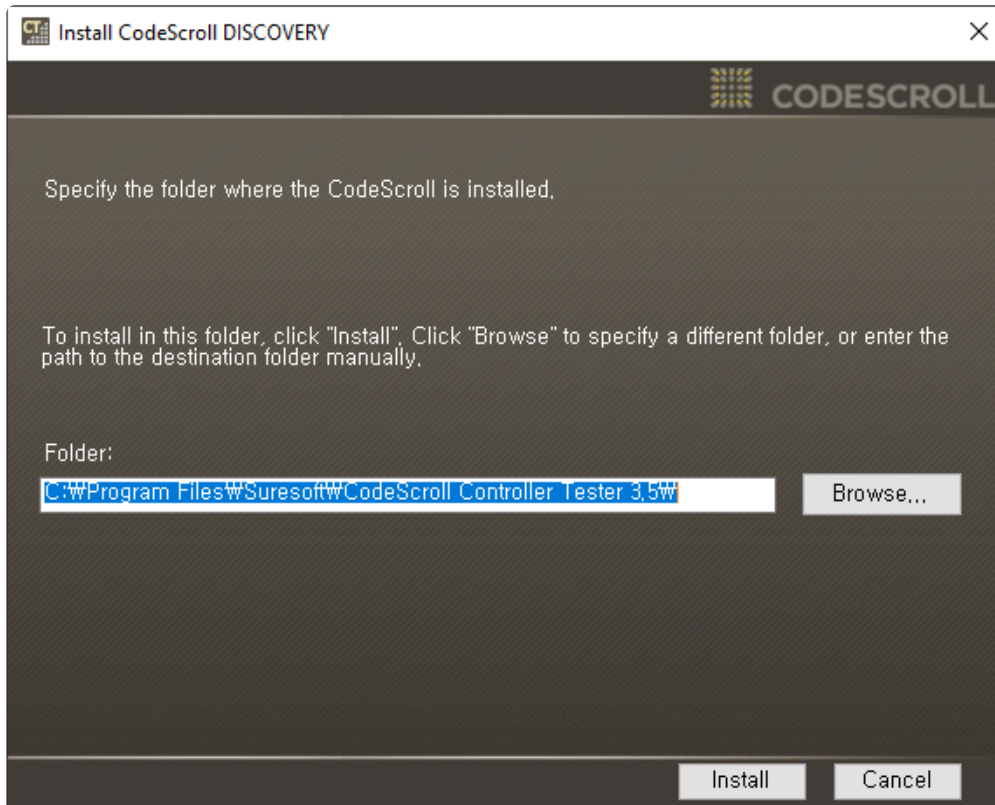 CT
Install CodeScroll DISCOVERY
CODESCROLL
Specify the folder where the CodeScroll is installed,
To install in this folder, click "Install", Click "Browse" to specify a different folder, or enter the
path to the destination folder manually,
Folder:
C:₩Program Files₩Suresoft₩CodeScroll Controller Tester 3,5₩
Browse,,,
Install
Cancel